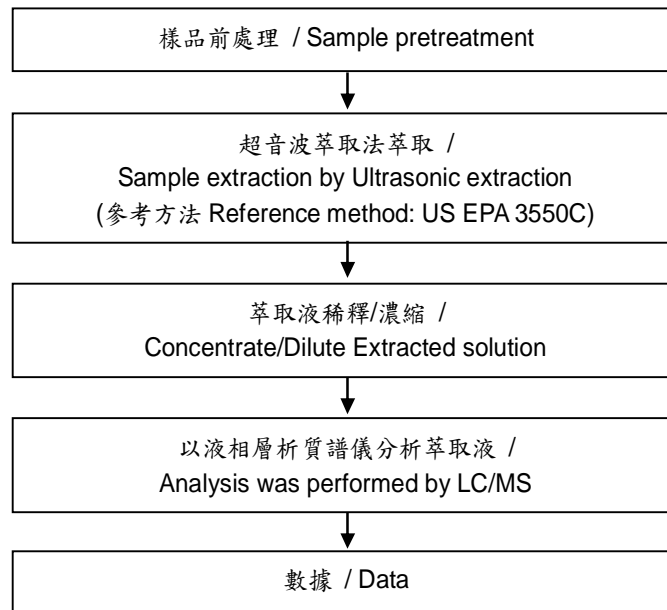 樣品前處理 / Sample pretreatment
超音波萃取法萃取 /
Sample extraction by Ultrasonic extraction
(參考方法 Reference method: US EPA 3550C)
萃取液稀釋/濃縮 /
Concentrate/Dilute Extracted solution
以液相層析質譜儀分析萃取液 /
Analysis was performed by LC/MS
數據 / Data